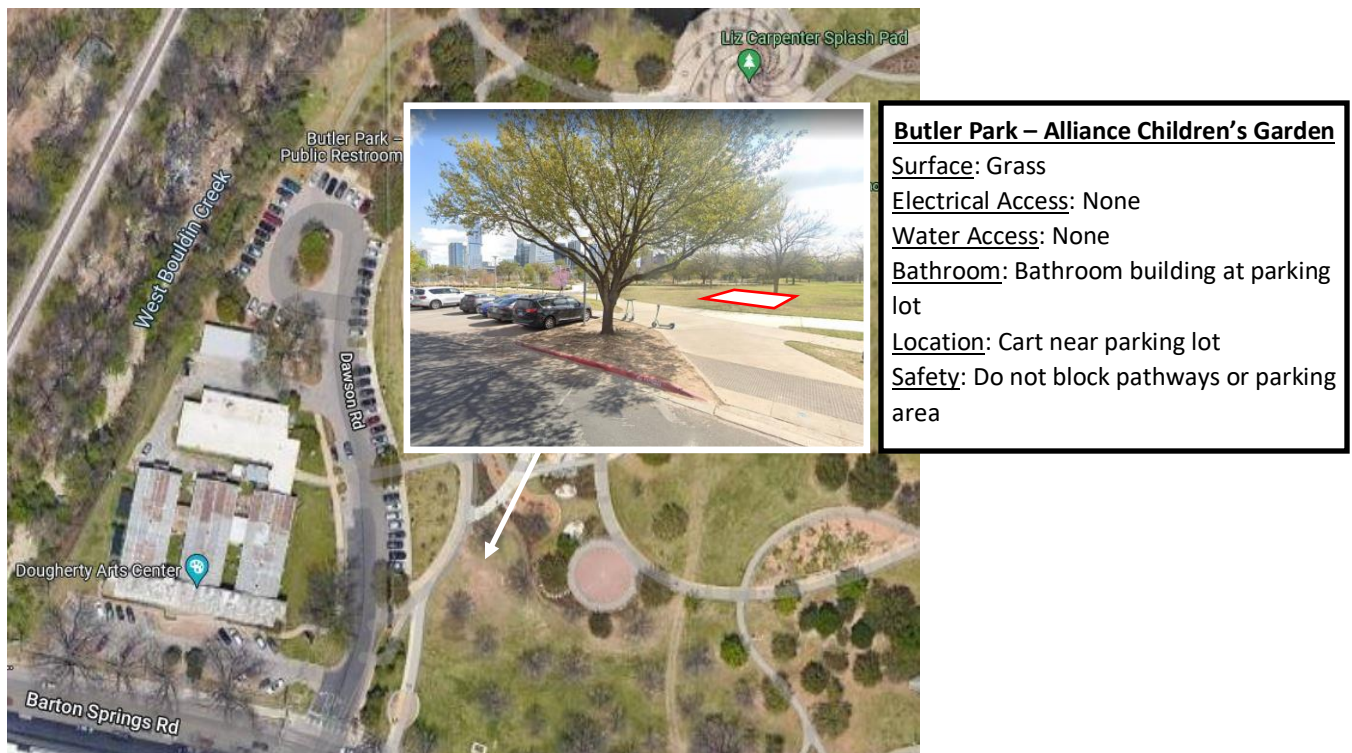 Liz Carpenter Splash Pad
Butler Park –
Public Restroom
West Bouldin Creek
Dawson Rd
Dougherty Arts Center
Barton Springs Rd
Butler Park – Alliance Children’s Garden
Surface: Grass
Electrical Access: None
Water Access: None
Bathroom: Bathroom building at parking
lot
Location: Cart near parking lot
Safety: Do not block pathways or parking
area